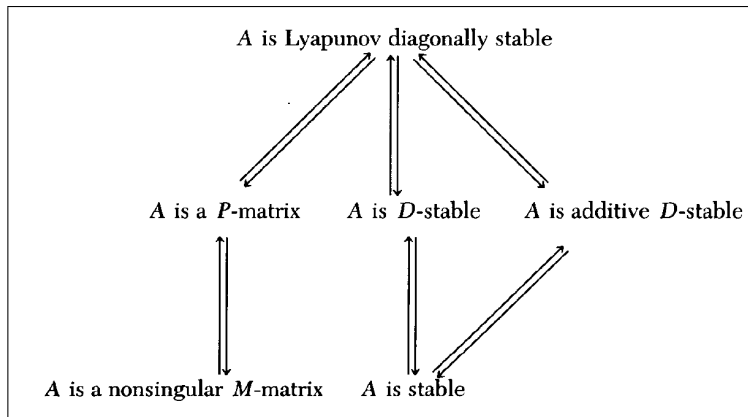 A is Lyapunov diagonally stable
A is a P-matrix A is D-stable A is additive D-stable
A is a nonsingular M-matrix A is stable